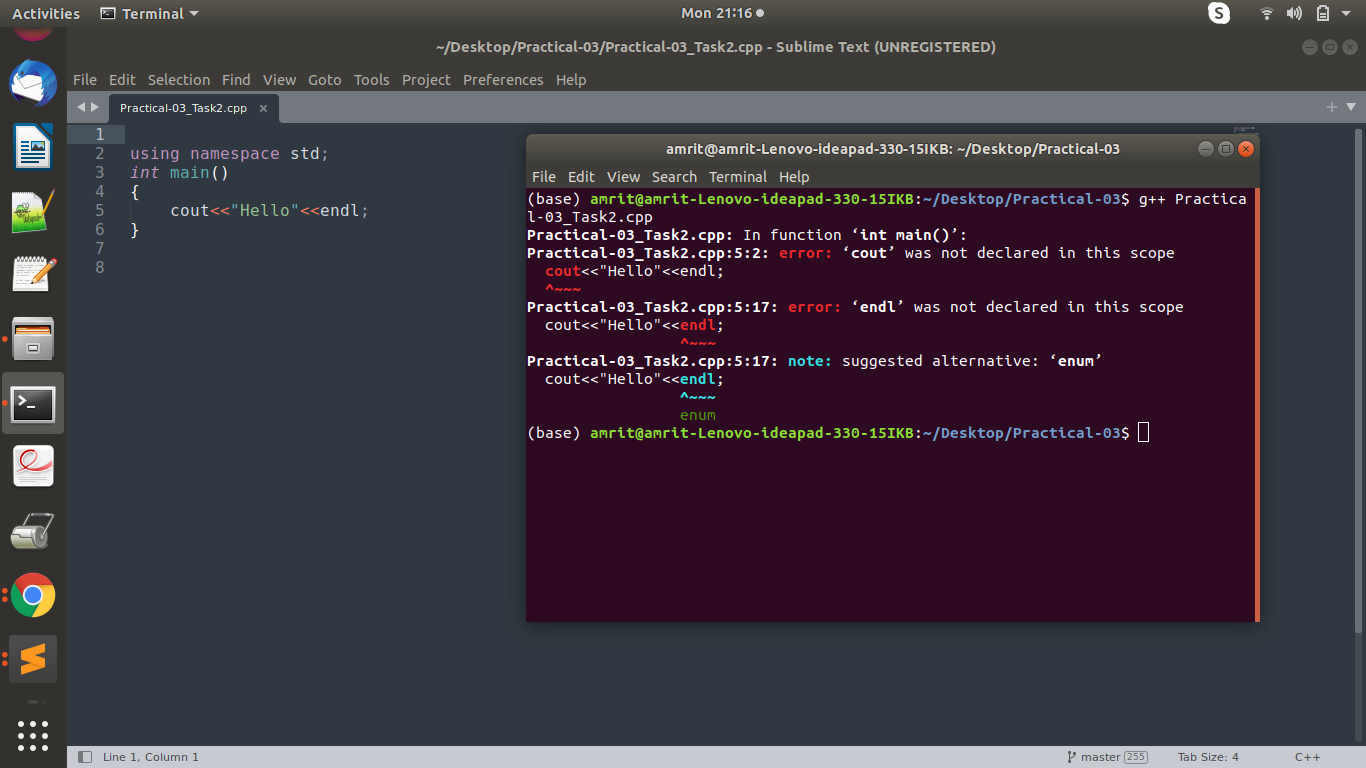 Activities Terminal Mon 21:16
~/Desktop/Practical-03/Practical-03_Task2.cpp - Sublime Text (UNREGISTERED)
File Edit Selection Find View Goto Tools Project Preferences Help
Practical-03_Task2.cpp ×
1
2 using namespace std;
3 int main()
4 {
5 cout<<"Hello"<<endl;
6 }
7
8
amrit@amrit-Lenovo-ideapad-330-15IKB: ~/Desktop/Practical-03
File Edit View Search Terminal Help
(base) amrit@amrit-Lenovo-ideapad-330-15IKB:~/Desktop/Practical-03$ g++ Practica
l-03_Task2.cpp
Practical-03_Task2.cpp: In function ‘int main()’:
Practical-03_Task2.cpp:5:2: error: ‘cout’ was not declared in this scope
cout<<"Hello"<<endl;
^~~~
Practical-03_Task2.cpp:5:17: error: ‘endl’ was not declared in this scope
cout<<"Hello"<<endl;
^~~~
Practical-03_Task2.cpp:5:17: note: suggested alternative: ‘enum’
cout<<"Hello"<<endl;
^~~~
enum
(base) amrit@amrit-Lenovo-ideapad-330-15IKB:~/Desktop/Practical-03$
Line 1, Column 1 master 255 Tab Size: 4 C++